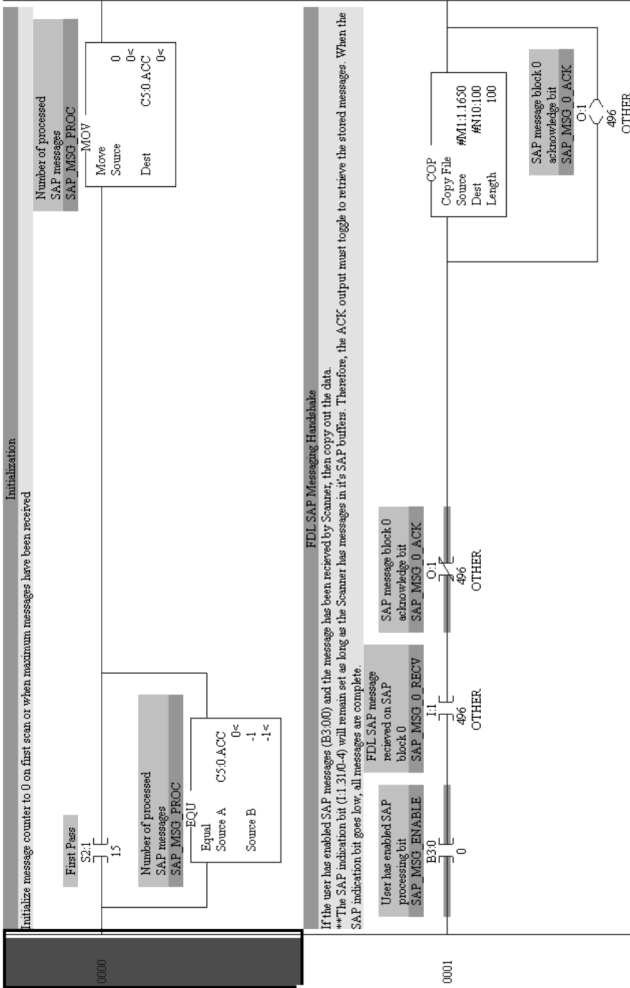 Initialization
Initialize message counter to 0 on first scan or when maximum messages have been received
0000
First Pass
S2:1
15
Number of processed
SAP messages
SAP_MSG_PROC
EQU
Equal
Source A C5:0.ACC
0<
Source B -1
-1<
Number of processed
SAP messages
SAP_MSG_PROC
MOV
Move
Source 0
0<
Dest C5:0.ACC
0<
FDL SAP Messaging Handshake
If the user has enabled SAP messages (B3:0/0) and the message has been recieved by Scanner, then copy out the data.
**The SAP indication bit (I:1.31/0-4) will remain set as long as the Scanner has messages in it's SAP buffers. Therefore, the ACK output must toggle to retrieve the stored messages. When the
SAP indication bit goes low, all messages are complete.
0001
User has enabled SAP
processing bit
SAP_MSG_ENABLE
B3:0
0
FDL SAP message
recieved on SAP
block 0
SAP_MSG_0_RECV
I:1
496
OTHER
SAP message block 0
acknowledge bit
SAP_MSG_0_ACK
O:1
496
OTHER
COP
Copy File
Source #M1:1.1650
Dest #N10:100
Length 100
SAP message block 0
acknowledge bit
SAP_MSG_0_ACK
O:1
496
OTHER